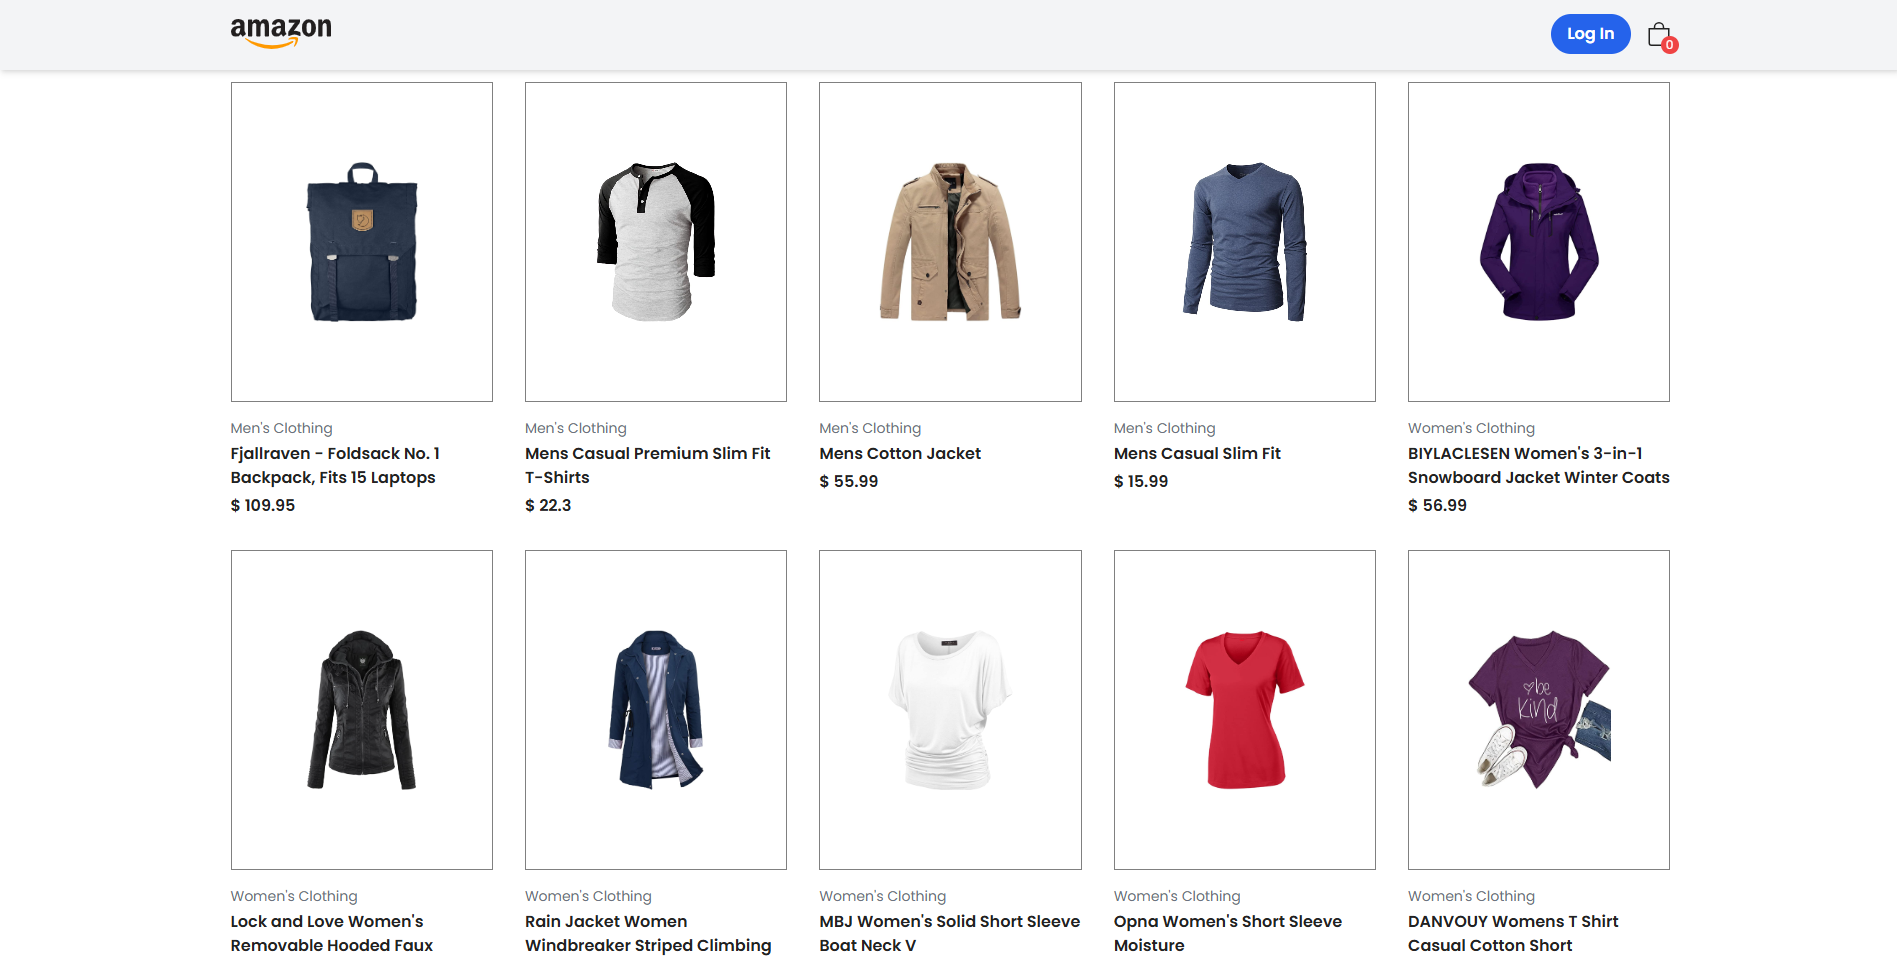 amazon
Log In
0
Men's Clothing
Fjallraven - Foldsack No. 1
Backpack, Fits 15 Laptops
$ 109.95
Men's Clothing
Mens Casual Premium Slim Fit
T-Shirts
$ 22.3
Men's Clothing
Mens Cotton Jacket
$ 55.99
Men's Clothing
Mens Casual Slim Fit
$ 15.99
Women's Clothing
BIYLACLESEN Women's 3-in-1
Snowboard Jacket Winter Coats
$ 56.99
be
kind
Women's Clothing
Lock and Love Women's
Removable Hooded Faux
Women's Clothing
Rain Jacket Women
Windbreaker Striped Climbing
Women's Clothing
MBJ Women's Solid Short Sleeve
Boat Neck V
Women's Clothing
Opna Women's Short Sleeve
Moisture
Women's Clothing
DANVOUY Womens T Shirt
Casual Cotton Short